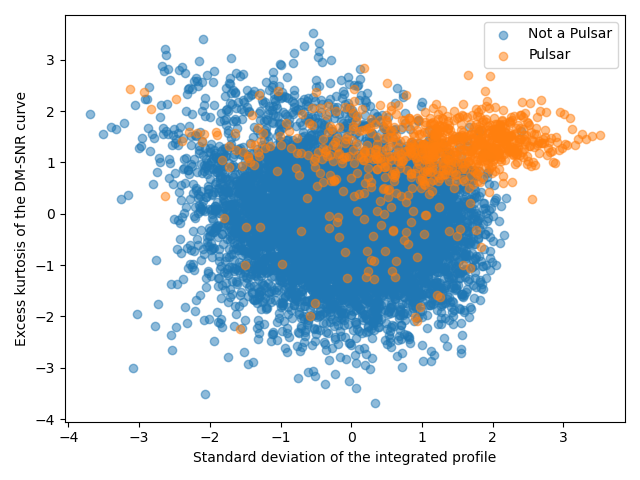 Not a Pulsar
Pulsar
3
2
1
0
−1
−2
−3
−4
Excess kurtosis of the DM-SNR curve
−4 −3 −2 −1 0 1 2 3
Standard deviation of the integrated profile